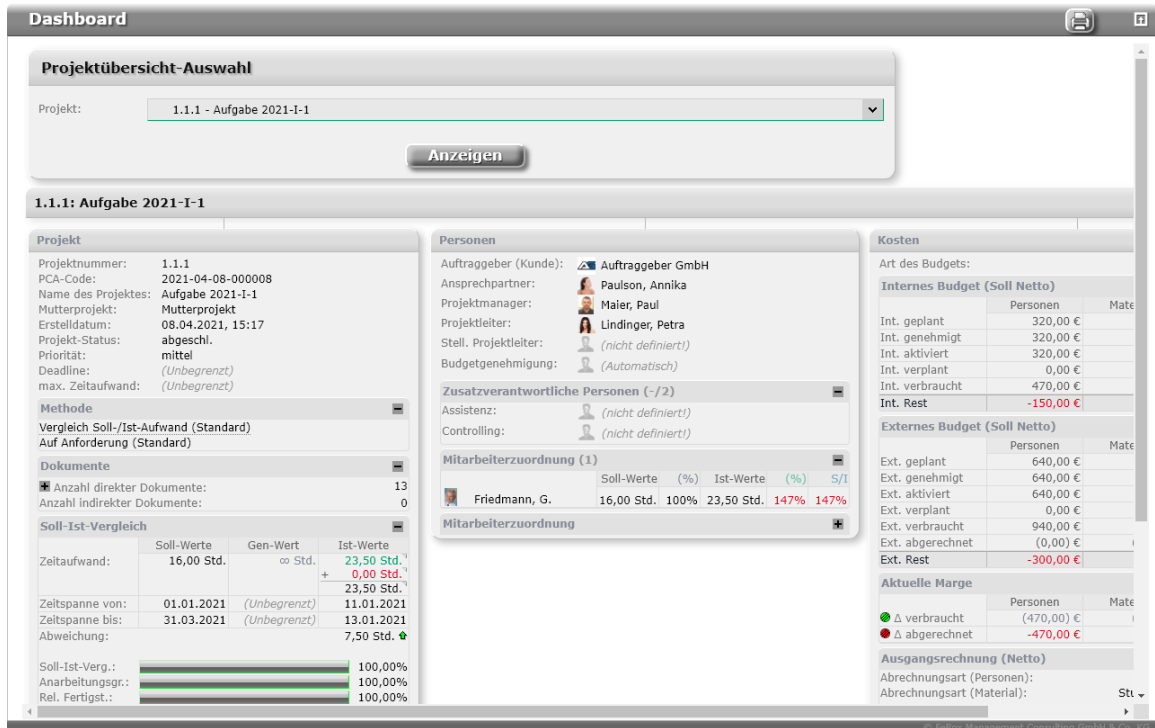 Dashboard
Projektübersicht-Auswahl
Projekt: 1.1.1 - Aufgabe 2021-I-1
Anzeigen
1.1.1: Aufgabe 2021-I-1
Projekt
Projektnummer: 1.1.1
PCA-Code: 2021-04-08-000008
Name des Projektes: Aufgabe 2021-I-1
Mutterprojekt: Mutterprojekt
Erstelldatum: 08.04.2021, 15:17
Projekt-Status: abgeschl.
Priorität: mittel
Deadline: (Unbegrenzt)
max. Zeitaufwand: (Unbegrenzt)
Methode
Vergleich Soll-/Ist-Aufwand (Standard)
Auf Anforderung (Standard)
Dokumente
Anzahl direkter Dokumente: 13
Anzahl indirekter Dokumente: 0
Soll-Ist-Vergleich
Soll-Werte Gen-Wert Ist-Werte
Zeitaufwand: 16,00 Std. ∞ Std. 23,50 Std.
+ 0,00 Std.
23,50 Std.
Zeitspanne von: 01.01.2021 (Unbegrenzt) 11.01.2021
Zeitspanne bis: 31.03.2021 (Unbegrenzt) 13.01.2021
Abweichung: 7,50 Std.
Soll-Ist-Verg.: 100,00%
Anarbeitungsgr.: 100,00%
Rel. Fertigst.: 100,00%
Personen
Auftraggeber (Kunde): Auftraggeber GmbH
Ansprechpartner: Paulson, Annika
Projektmanager: Maier, Paul
Projektleiter: Lindinger, Petra
Stell. Projektleiter: (nicht definiert!)
Budgetgenehmigung: (Automatisch)
Zusatzverantwortliche Personen (-/2)
Assistenz: (nicht definiert!)
Controlling: (nicht definiert!)
Mitarbeiterzuordnung (1)
Soll-Werte (%) Ist-Werte (%) S/I
Friedmann, G. 16,00 Std. 100% 23,50 Std. 147% 147%
Mitarbeiterzuordnung
Kosten
Art des Budgets:
Internes Budget (Soll Netto)
Personen Mate
Int. geplant 320,00 €
Int. genehmigt 320,00 €
Int. aktiviert 320,00 €
Int. verplant 0,00 €
Int. verbraucht 470,00 €
Int. Rest -150,00 €
Externes Budget (Soll Netto)
Personen Mate
Ext. geplant 640,00 €
Ext. genehmigt 640,00 €
Ext. aktiviert 640,00 €
Ext. verplant 0,00 €
Ext. verbraucht 940,00 €
Ext. abgerechnet (0,00) €
Ext. Rest -300,00 €
Aktuelle Marge
Personen Mate
Δ verbraucht (470,00) €
Δ abgerechnet -470,00 €
Ausgangsrechnung (Netto)
Abrechnungsart (Personen):
Abrechnungsart (Material): Stu
© FeRox Management Consulting GmbH & Co. KG